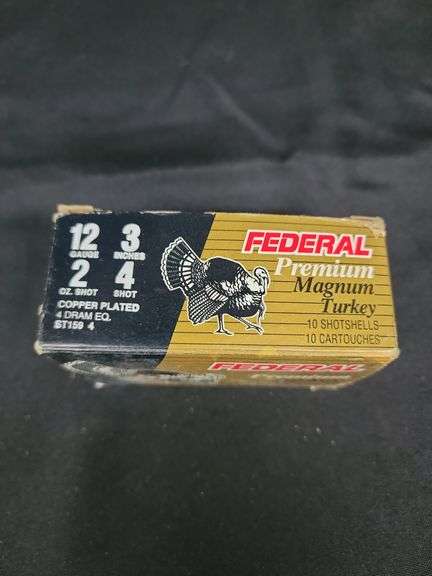 12 GAUGE 3 INCHES
2 OZ. SHOT 4 SHOT
COPPER PLATED
4 DRAM EQ.
ST159 4
FEDERAL
Premium
Magnum
Turkey
10 SHOTSHELLS
10 CARTOUCHES
FEDERAL